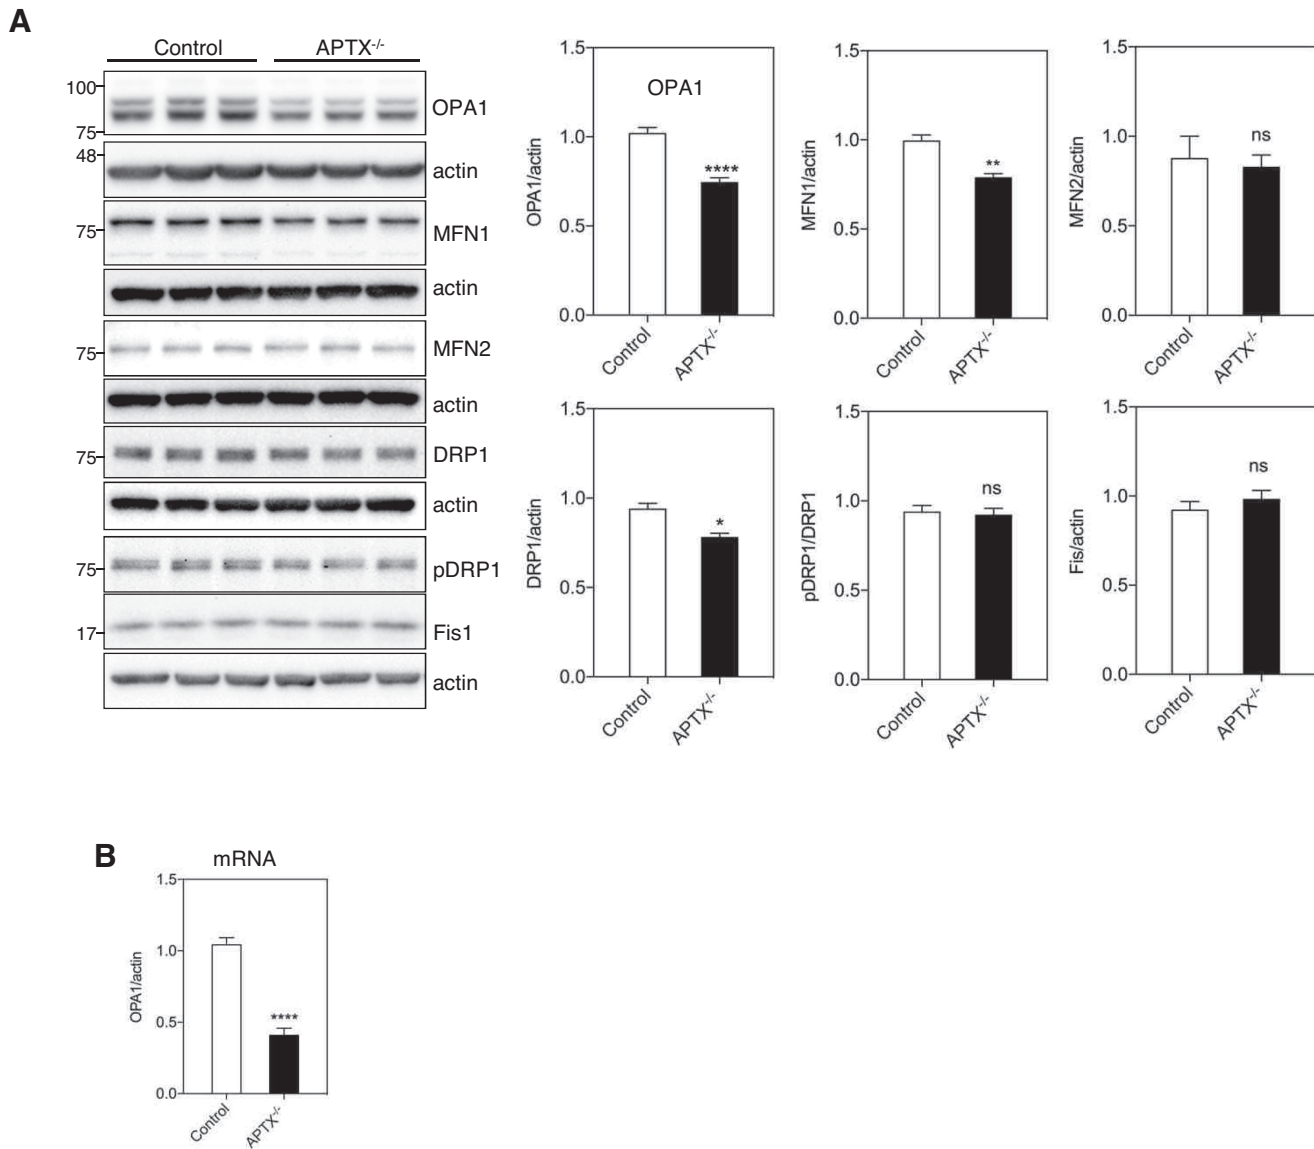 A
Control APTX-/-
100
OPA1
75
48
actin
75
MFN1
actin
75
MFN2
actin
75
DRP1
actin
75
pDRP1
17
Fis1
actin
1.5
1.0
0.5
0.0
OPA1/actin
OPA1
****
Control
APTX-/-
1.5
1.0
0.5
0.0
MFN1/actin
**
Control
APTX-/-
1.5
1.0
0.5
0.0
MFN2/actin
ns
Control
APTX-/-
1.5
1.0
0.5
0.0
DRP1/actin
*
Control
APTX-/-
1.5
1.0
0.5
0.0
pDRP1/DRP1
ns
Control
APTX-/-
1.5
1.0
0.5
0.0
Fis/actin
ns
Control
APTX-/-
B
mRNA
1.5
1.0
0.5
0.0
OPA1/actin
****
Control
APTX-/-